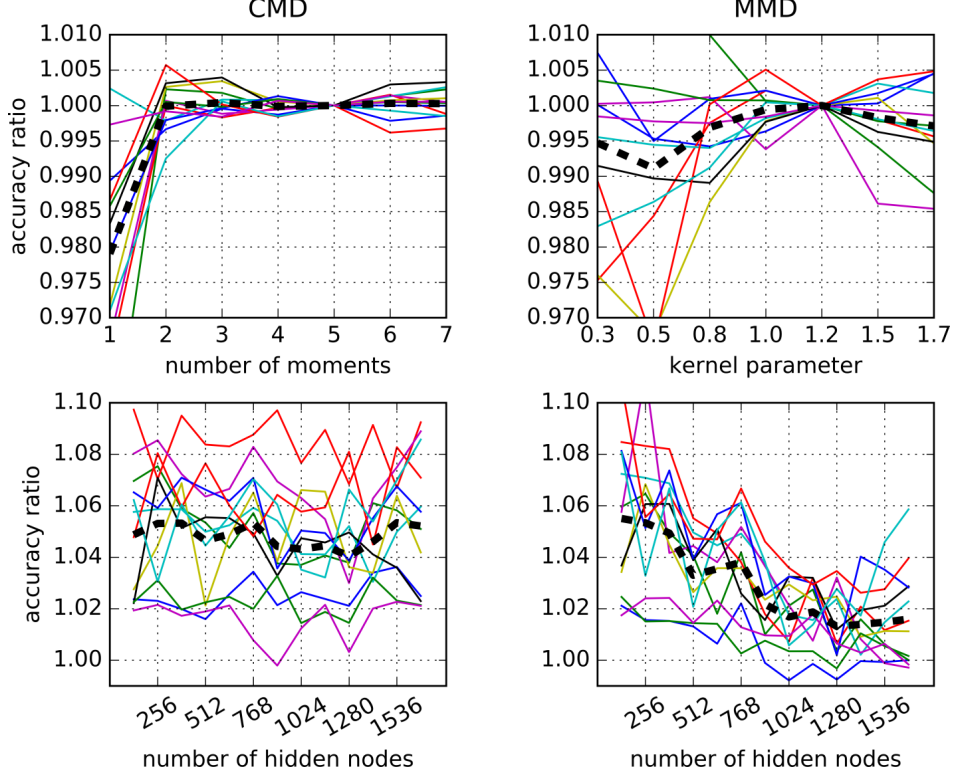 CMD
MMD
1.010
1.005
1.000
0.995
0.990
0.985
0.980
0.975
0.970
accuracy ratio
1 2 3 4 5 6 7
number of moments
1.010
1.005
1.000
0.995
0.990
0.985
0.980
0.975
0.970
0.3 0.5 0.8 1.0 1.2 1.5 1.7
kernel parameter
1.10
1.08
1.06
1.04
1.02
1.00
accuracy ratio
256 512 768 1024 1280 1536
number of hidden nodes
1.10
1.08
1.06
1.04
1.02
1.00
256 512 768 1024 1280 1536
number of hidden nodes